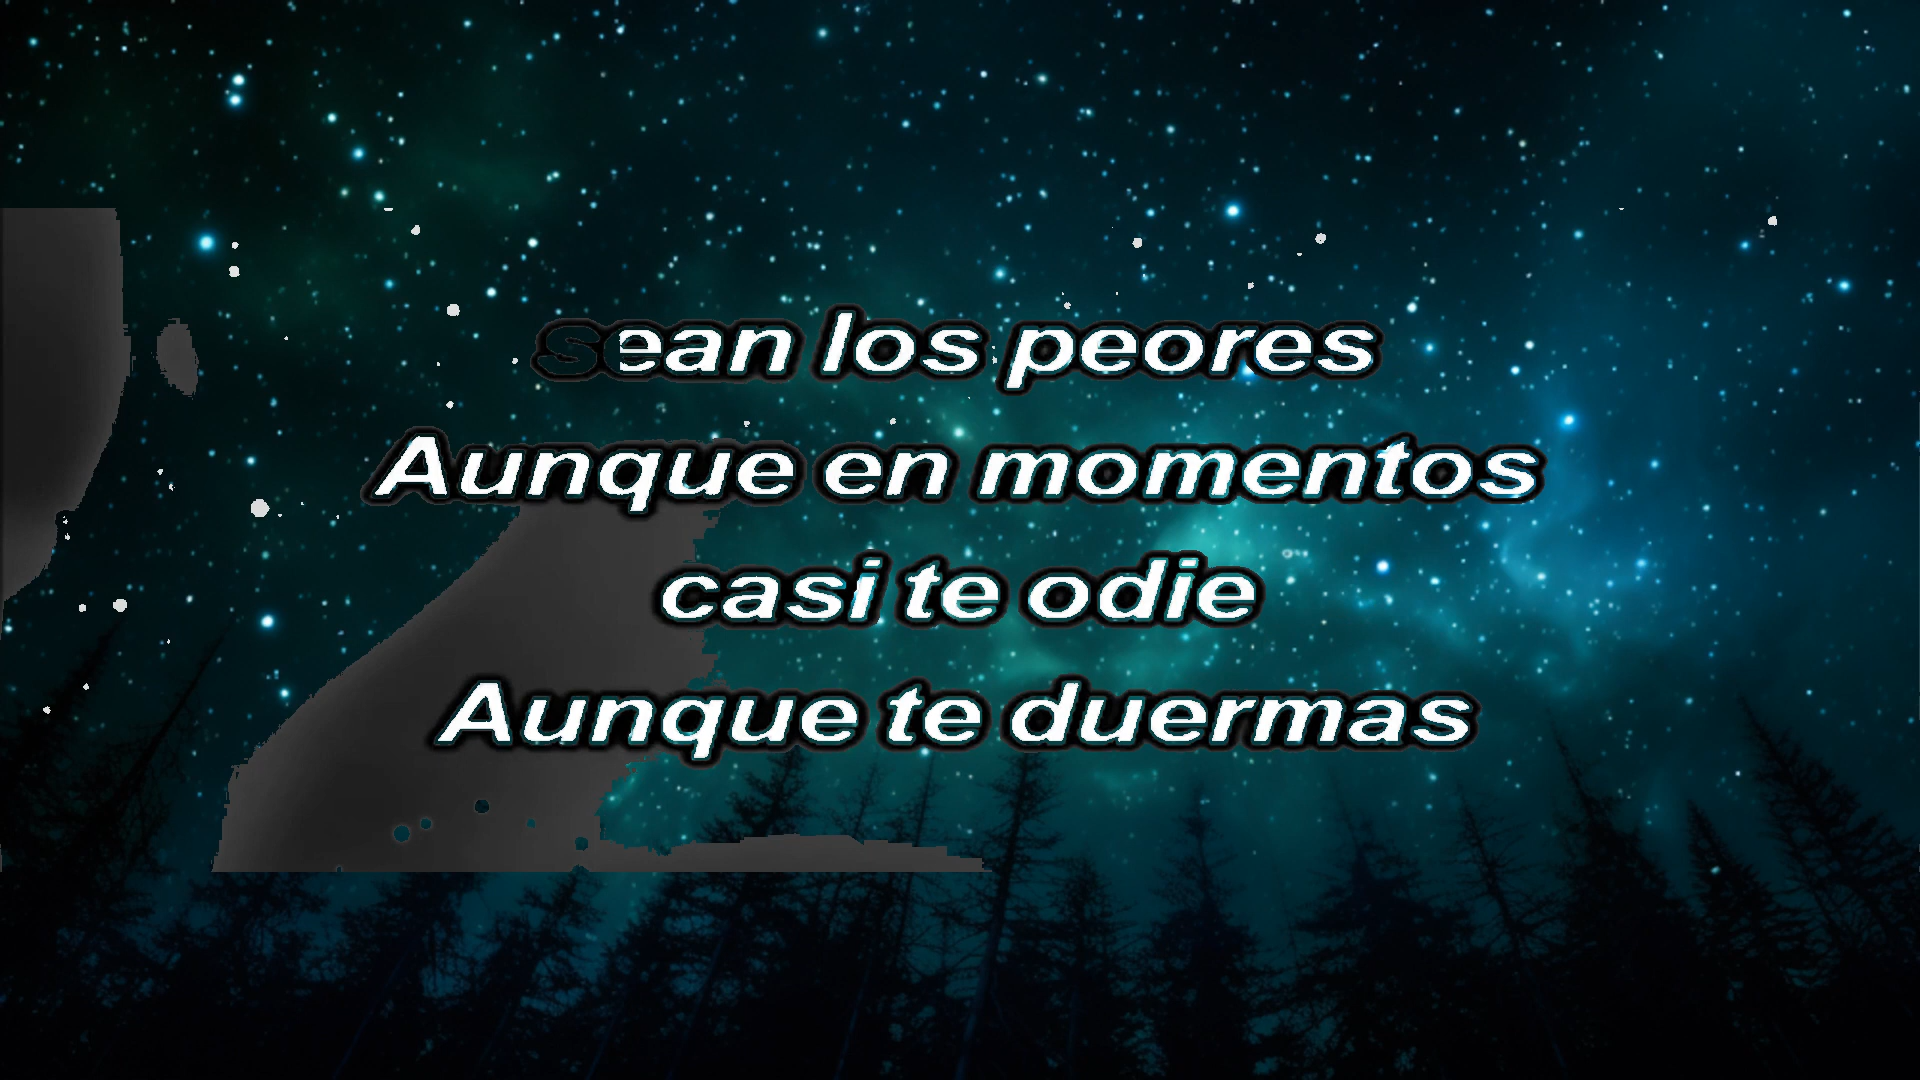 sean los peores
Aunque en momentos
casi te odie
Aunque te duermas